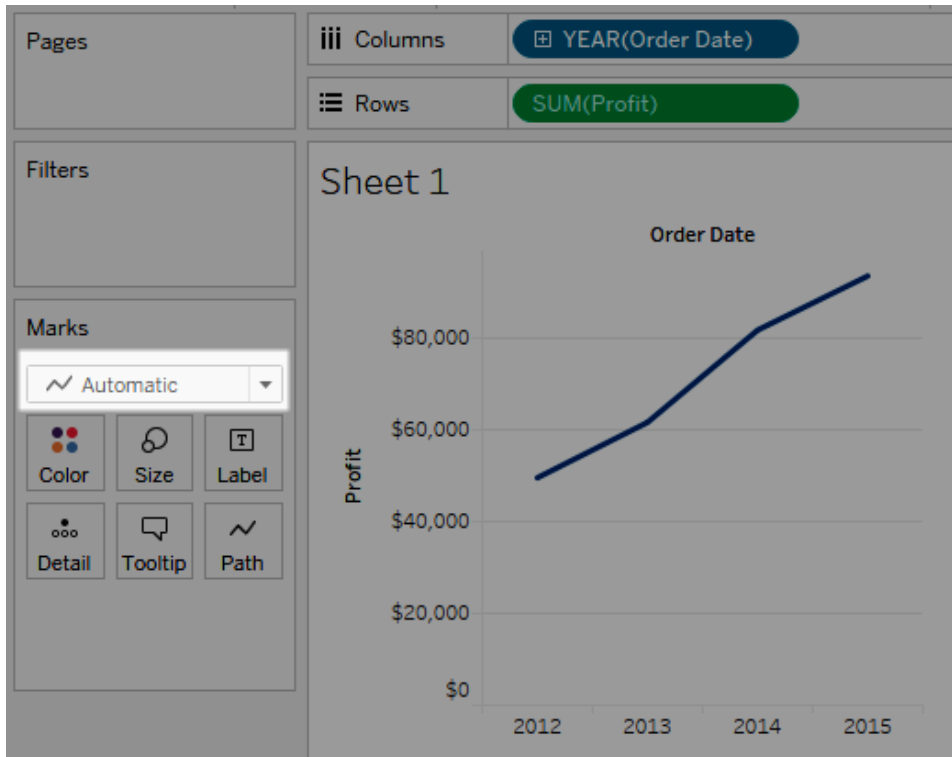 Pages
Columns
YEAR(Order Date)
Rows
SUM(Profit)
Filters
Marks
Automatic
Color
Size
Label
Detail
Tooltip
Path
Sheet 1
Order Date
Profit
$80,000
$60,000
$40,000
$20,000
$0
2012 2013 2014 2015